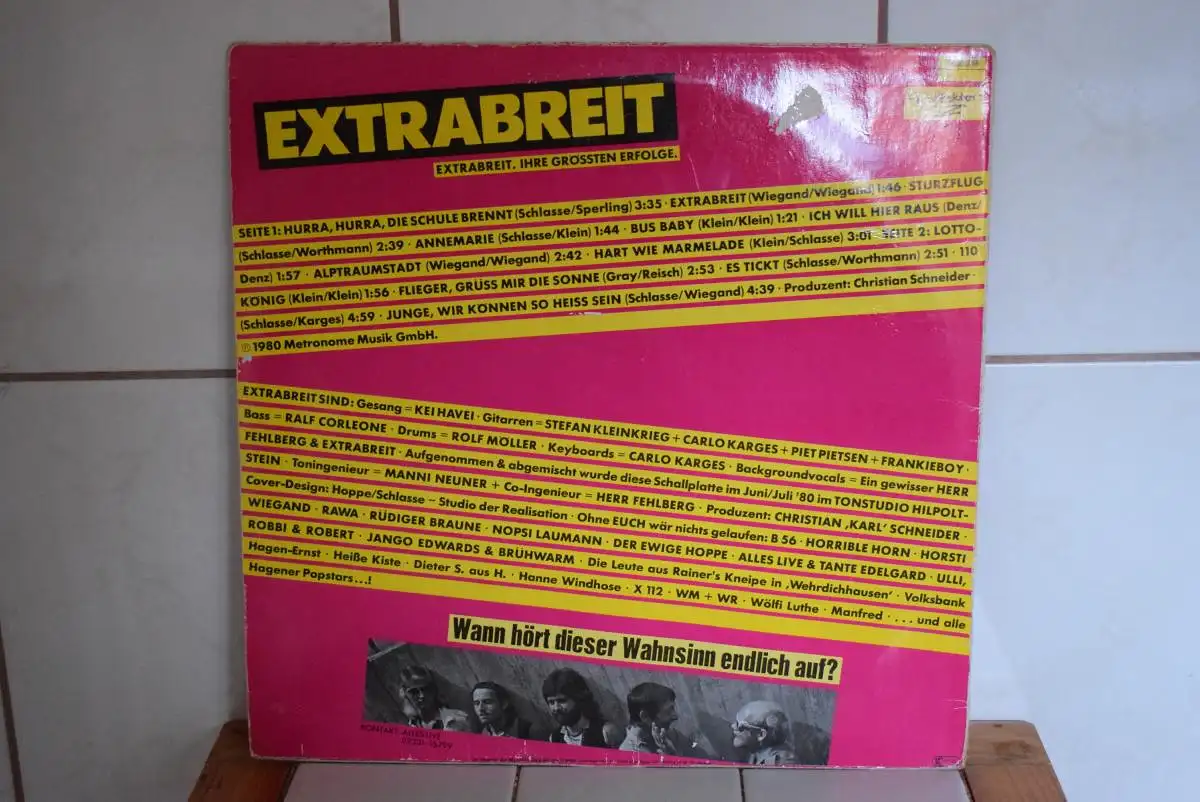 EXTRABREIT
EXTRABREIT. IHRE GRÖSSTEN ERFOLGE.
SEITE 1: HURRA, HURRA, DIE SCHULE BRENNT (Schlasse/Sperling) 3:35 · EXTRABREIT (Wiegand/Wiegand) 1:46 · STURZFLUG
(Schlasse/Worthmann) 2:39 · ANNEMARIE (Schlasse/Klein) 1:44 · BUS BABY (Klein/Klein) 1:21 · ICH WILL HIER RAUS (Denz/
Denz) 1:57 · ALPTRAUMSTADT (Wiegand/Wiegand) 2:42 · HART WIE MARMELADE (Klein/Schlasse) 3:01 · SEITE 2: LOTTO-
KÖNIG (Klein/Klein) 1:56 · FLIEGER, GRÜSS MIR DIE SONNE (Gray/Reisch) 2:53 · ES TICKT (Schlasse/Worthmann) 2:51 · 110
(Schlasse/Karges) 4:59 · JUNGE, WIR KÖNNEN SO HEISS SEIN (Schlasse/Wiegand) 4:39 · Produzent: Christian Schneider ·
℗ 1980 Metronome Musik GmbH.
EXTRABREIT SIND: Gesang = KEI HAVEI · Gitarren = STEFAN KLEINKRIEG + CARLO KARGES + PIET PIETSEN + FRANKIEBOY ·
Bass = RALF CORLEONE · Drums = ROLF MÖLLER · Keyboards = CARLO KARGES · Backgroundvocals = Ein gewisser HERR
FEHLBERG & EXTRABREIT · Aufgenommen & abgemischt wurde diese Schallplatte im Juni/Juli '80 im TONSTUDIO HILPOLT-
STEIN · Toningenieur = MANNI NEUNER + Co-Ingenieur = HERR FEHLBERG · Produzent: CHRISTIAN ‚KARL' SCHNEIDER ·
Cover-Design: Hoppe/Schlasse – Studio der Realisation · Ohne EUCH wär nichts gelaufen: B 56 · HORRIBLE HORN · HORSTI
WIEGAND · RAWA · RÜDIGER BRAUNE · NOPSI LAUMANN · DER EWIGE HOPPE · ALLES LIVE & TANTE EDELGARD · ULLI,
ROBBI & ROBERT · JANGO EDWARDS & BRÜHWARM · Die Leute aus Rainer's Kneipe in ‚Wehrdichhausen' · Volksbank
Hagen-Ernst · Heiße Kiste · Dieter S. aus H. · Hanne Windhose · X 112 · WM + WR · Wölfi Luthe · Manfred · . . . und alle
Hagener Popstars...!
Wann hört dieser Wahnsinn endlich auf?
KONTAKT: ALLES LIVE